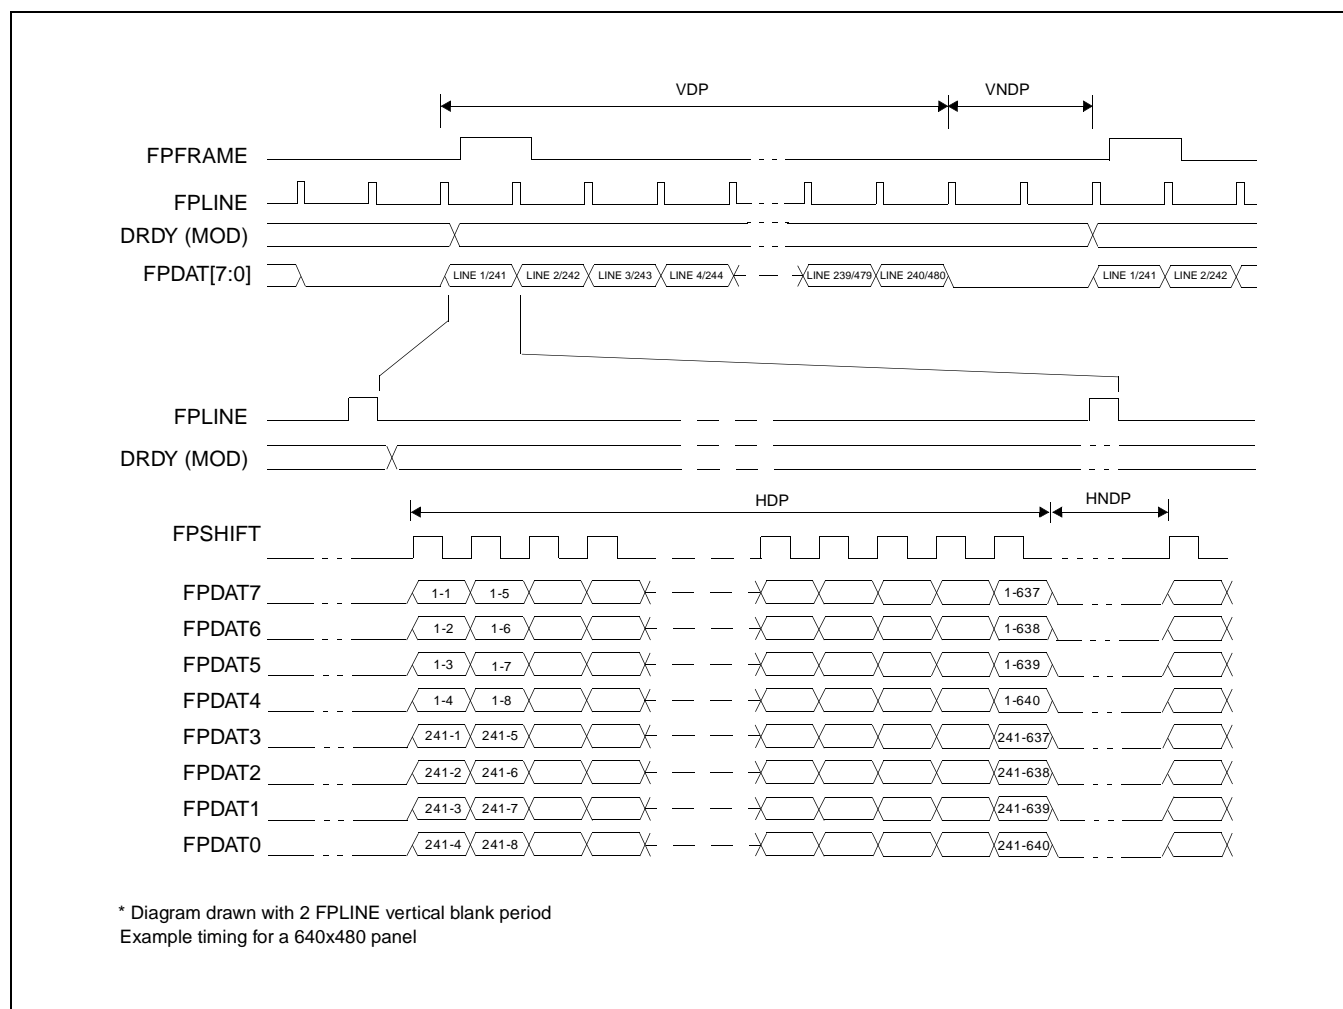 VDP VNDP
FPFRAME
FPLINE
DRDY (MOD)
FPDAT[7:0] LINE 1/241 LINE 2/242 LINE 3/243 LINE 4/244 LINE 239/479 LINE 240/480 LINE 1/241 LINE 2/242
FPLINE
DRDY (MOD)
HDP HNDP
FPSHIFT
FPDAT7 1-1 1-5 1-637
FPDAT6 1-2 1-6 1-638
FPDAT5 1-3 1-7 1-639
FPDAT4 1-4 1-8 1-640
FPDAT3 241-1 241-5 241-637
FPDAT2 241-2 241-6 241-638
FPDAT1 241-3 241-7 241-639
FPDAT0 241-4 241-8 241-640
* Diagram drawn with 2 FPLINE vertical blank period
Example timing for a 640x480 panel